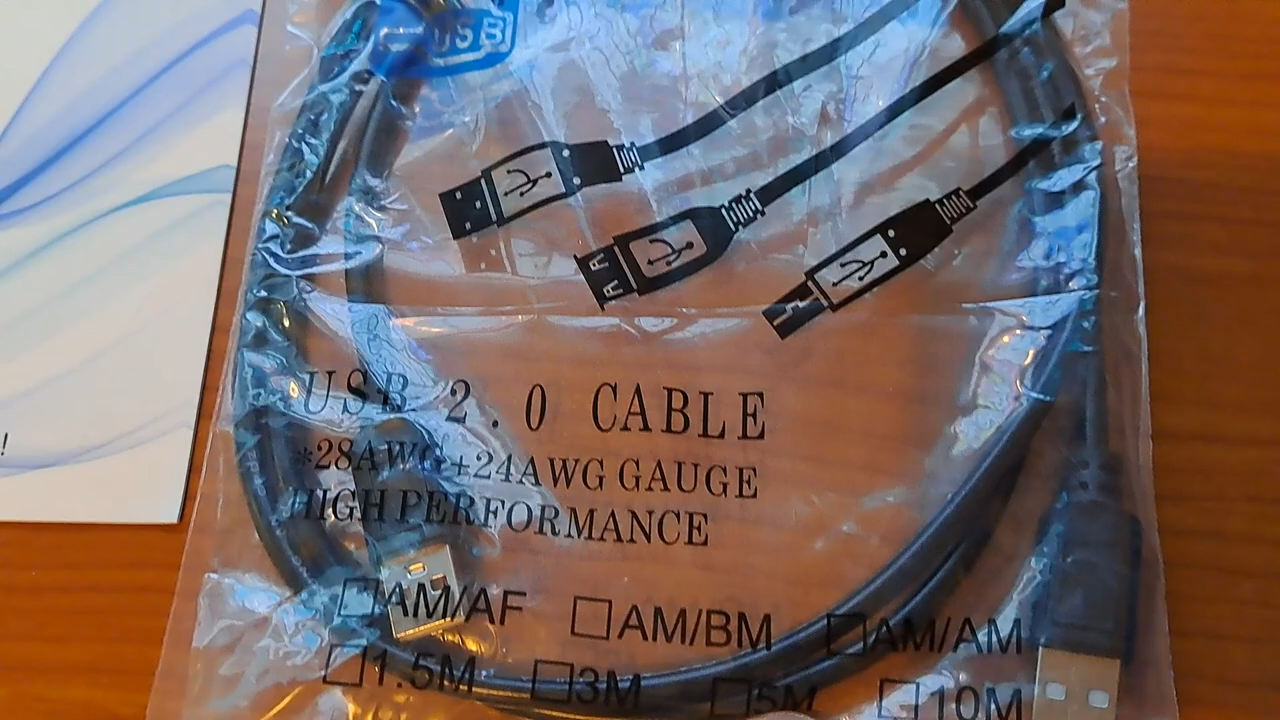 USB
USB 2.0 CABLE
*28AWG+24AWG GAUGE
HIGH PERFORMANCE
☐AM/AF ☐AM/BM ☐AM/AM
☐1.5M ☐3M ☐5M ☐10M
!